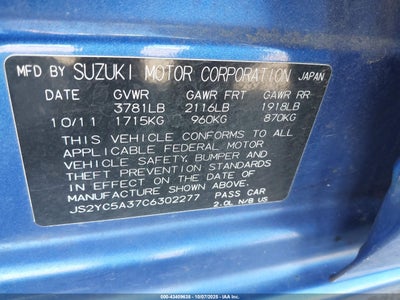 MFD BY SUZUKI MOTOR CORPORATION JAPAN
DATE GVWR GAWR FRT GAWR RR
3781LB 2116LB 1918LB
10/11 1715KG 960KG 870KG
THIS VEHICLE CONFORMS TO ALL
APPLICABLE FEDERAL MOTOR
VEHICLE SAFETY, BUMPER AND
THEFT PREVENTION STANDARDS
IN EFFECT ON THE DATE OF
MANUFACTURE SHOWN ABOVE.
JS2YC5A37C6302277 PASS CAR
2.0L N/B US
500-43409638 - 10/07/2025 - IAA, Inc.